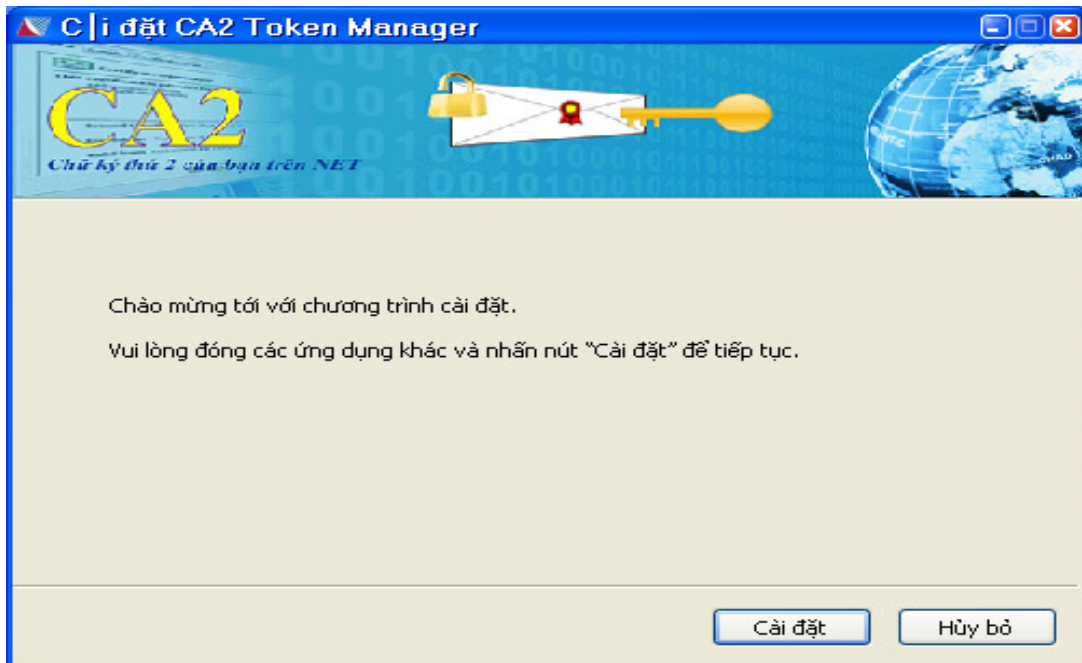 C|i đặt CA2 Token Manager
CA2
Chữ ký thứ 2 của bạn trên NET
Chào mừng tới với chương trình cài đặt.
Vui lòng đóng các ứng dụng khác và nhấn nút "Cài đặt" để tiếp tục.
Cài đặt
Hủy bỏ